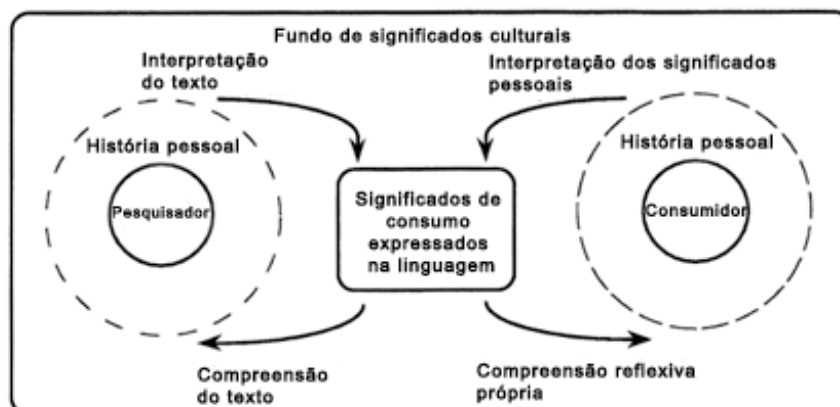 Fundo de significados culturais
Interpretação
do texto
Interpretação dos significados
pessoais
História pessoal
Pesquisador
Significados de
consumo
expressados
na linguagem
História pessoal
Consumidor
Compreensão
do texto
Compreensão reflexiva
própria